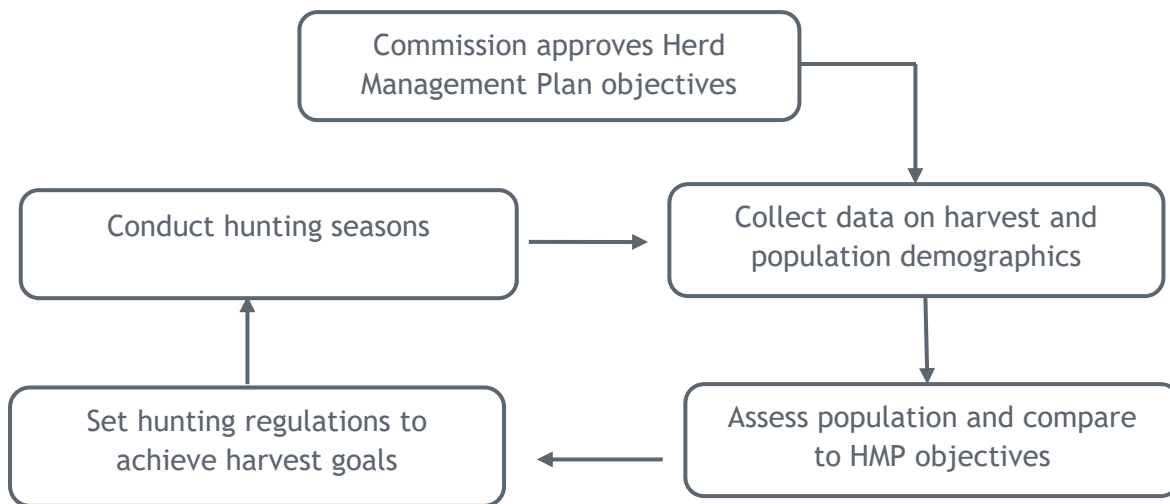 Commission approves Herd
Management Plan objectives
Conduct hunting seasons
Collect data on harvest and
population demographics
Set hunting regulations to
achieve harvest goals
Assess population and compare
to HMP objectives